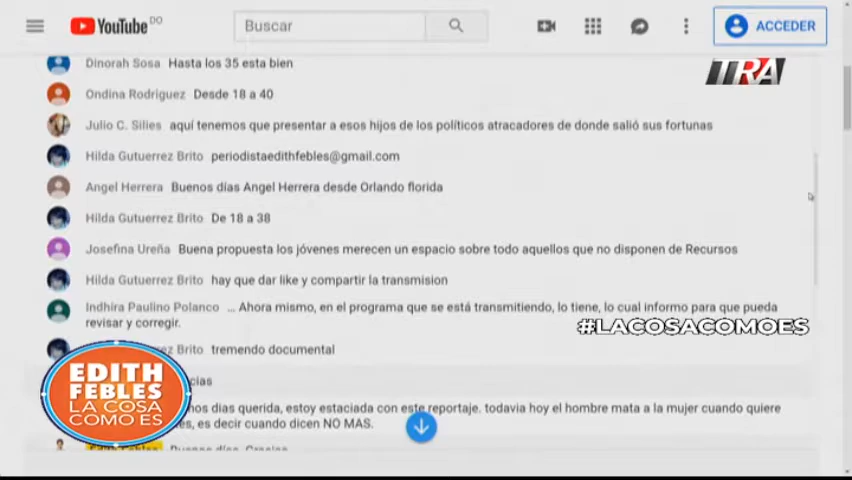 YouTube DO
Buscar
ACCEDER
TRA
Dinorah Sosa Hasta los 35 esta bien
Ondina Rodriguez Desde 18 a 40
Julio C. Silies aquí tenemos que presentar a esos hijos de los políticos atracadores de donde salió sus fortunas
Hilda Gutuerrez Brito periodistaedithfebles@gmail.com
Angel Herrera Buenos días Angel Herrera desde Orlando florida
Hilda Gutuerrez Brito De 18 a 38
Josefina Ureña Buena propuesta los jóvenes merecen un espacio sobre todo aquellos que no disponen de Recursos
Hilda Gutuerrez Brito hay que dar like y compartir la transmision
Indhira Paulino Polanco ... Ahora mismo, en el programa que se está transmitiendo, lo tiene, lo cual informo para que pueda
revisar y corregir.
#LACOSACOMOES
Brito tremendo documental
EDITH
FEBLES
LA COSA
COMO ES
dias querida, estoy estaciada con este reportaje. todavia hoy el hombre mata a la mujer cuando quiere
es decir cuando dicen NO MAS.
Edith Febles Buenos días. Gracias